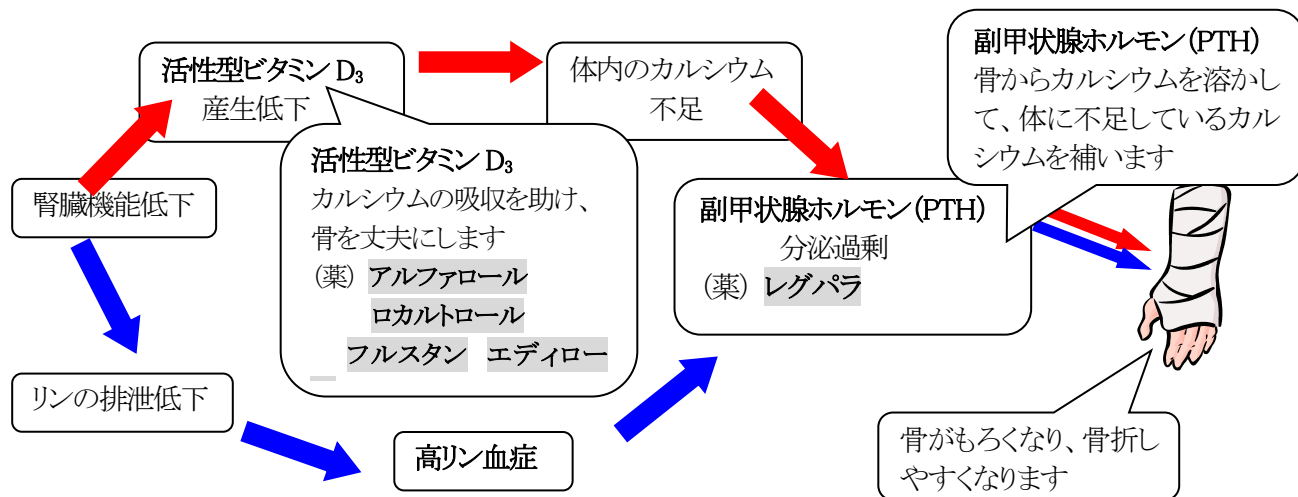 活性型ビタミン D₃
産生低下
体内のカルシウム
不足
副甲状腺ホルモン(PTH)
骨からカルシウムを溶かし
て、体に不足しているカル
シウムを補います
腎臓機能低下
活性型ビタミン D₃
カルシウムの吸収を助け、
骨を丈夫にします
(薬) アルファロール
ロカルトロール
フルスタン エディロー
副甲状腺ホルモン(PTH)
分泌過剰
(薬) レグパラ
リンの排泄低下
高リン血症
骨がもろくなり、骨折し
やすくなります